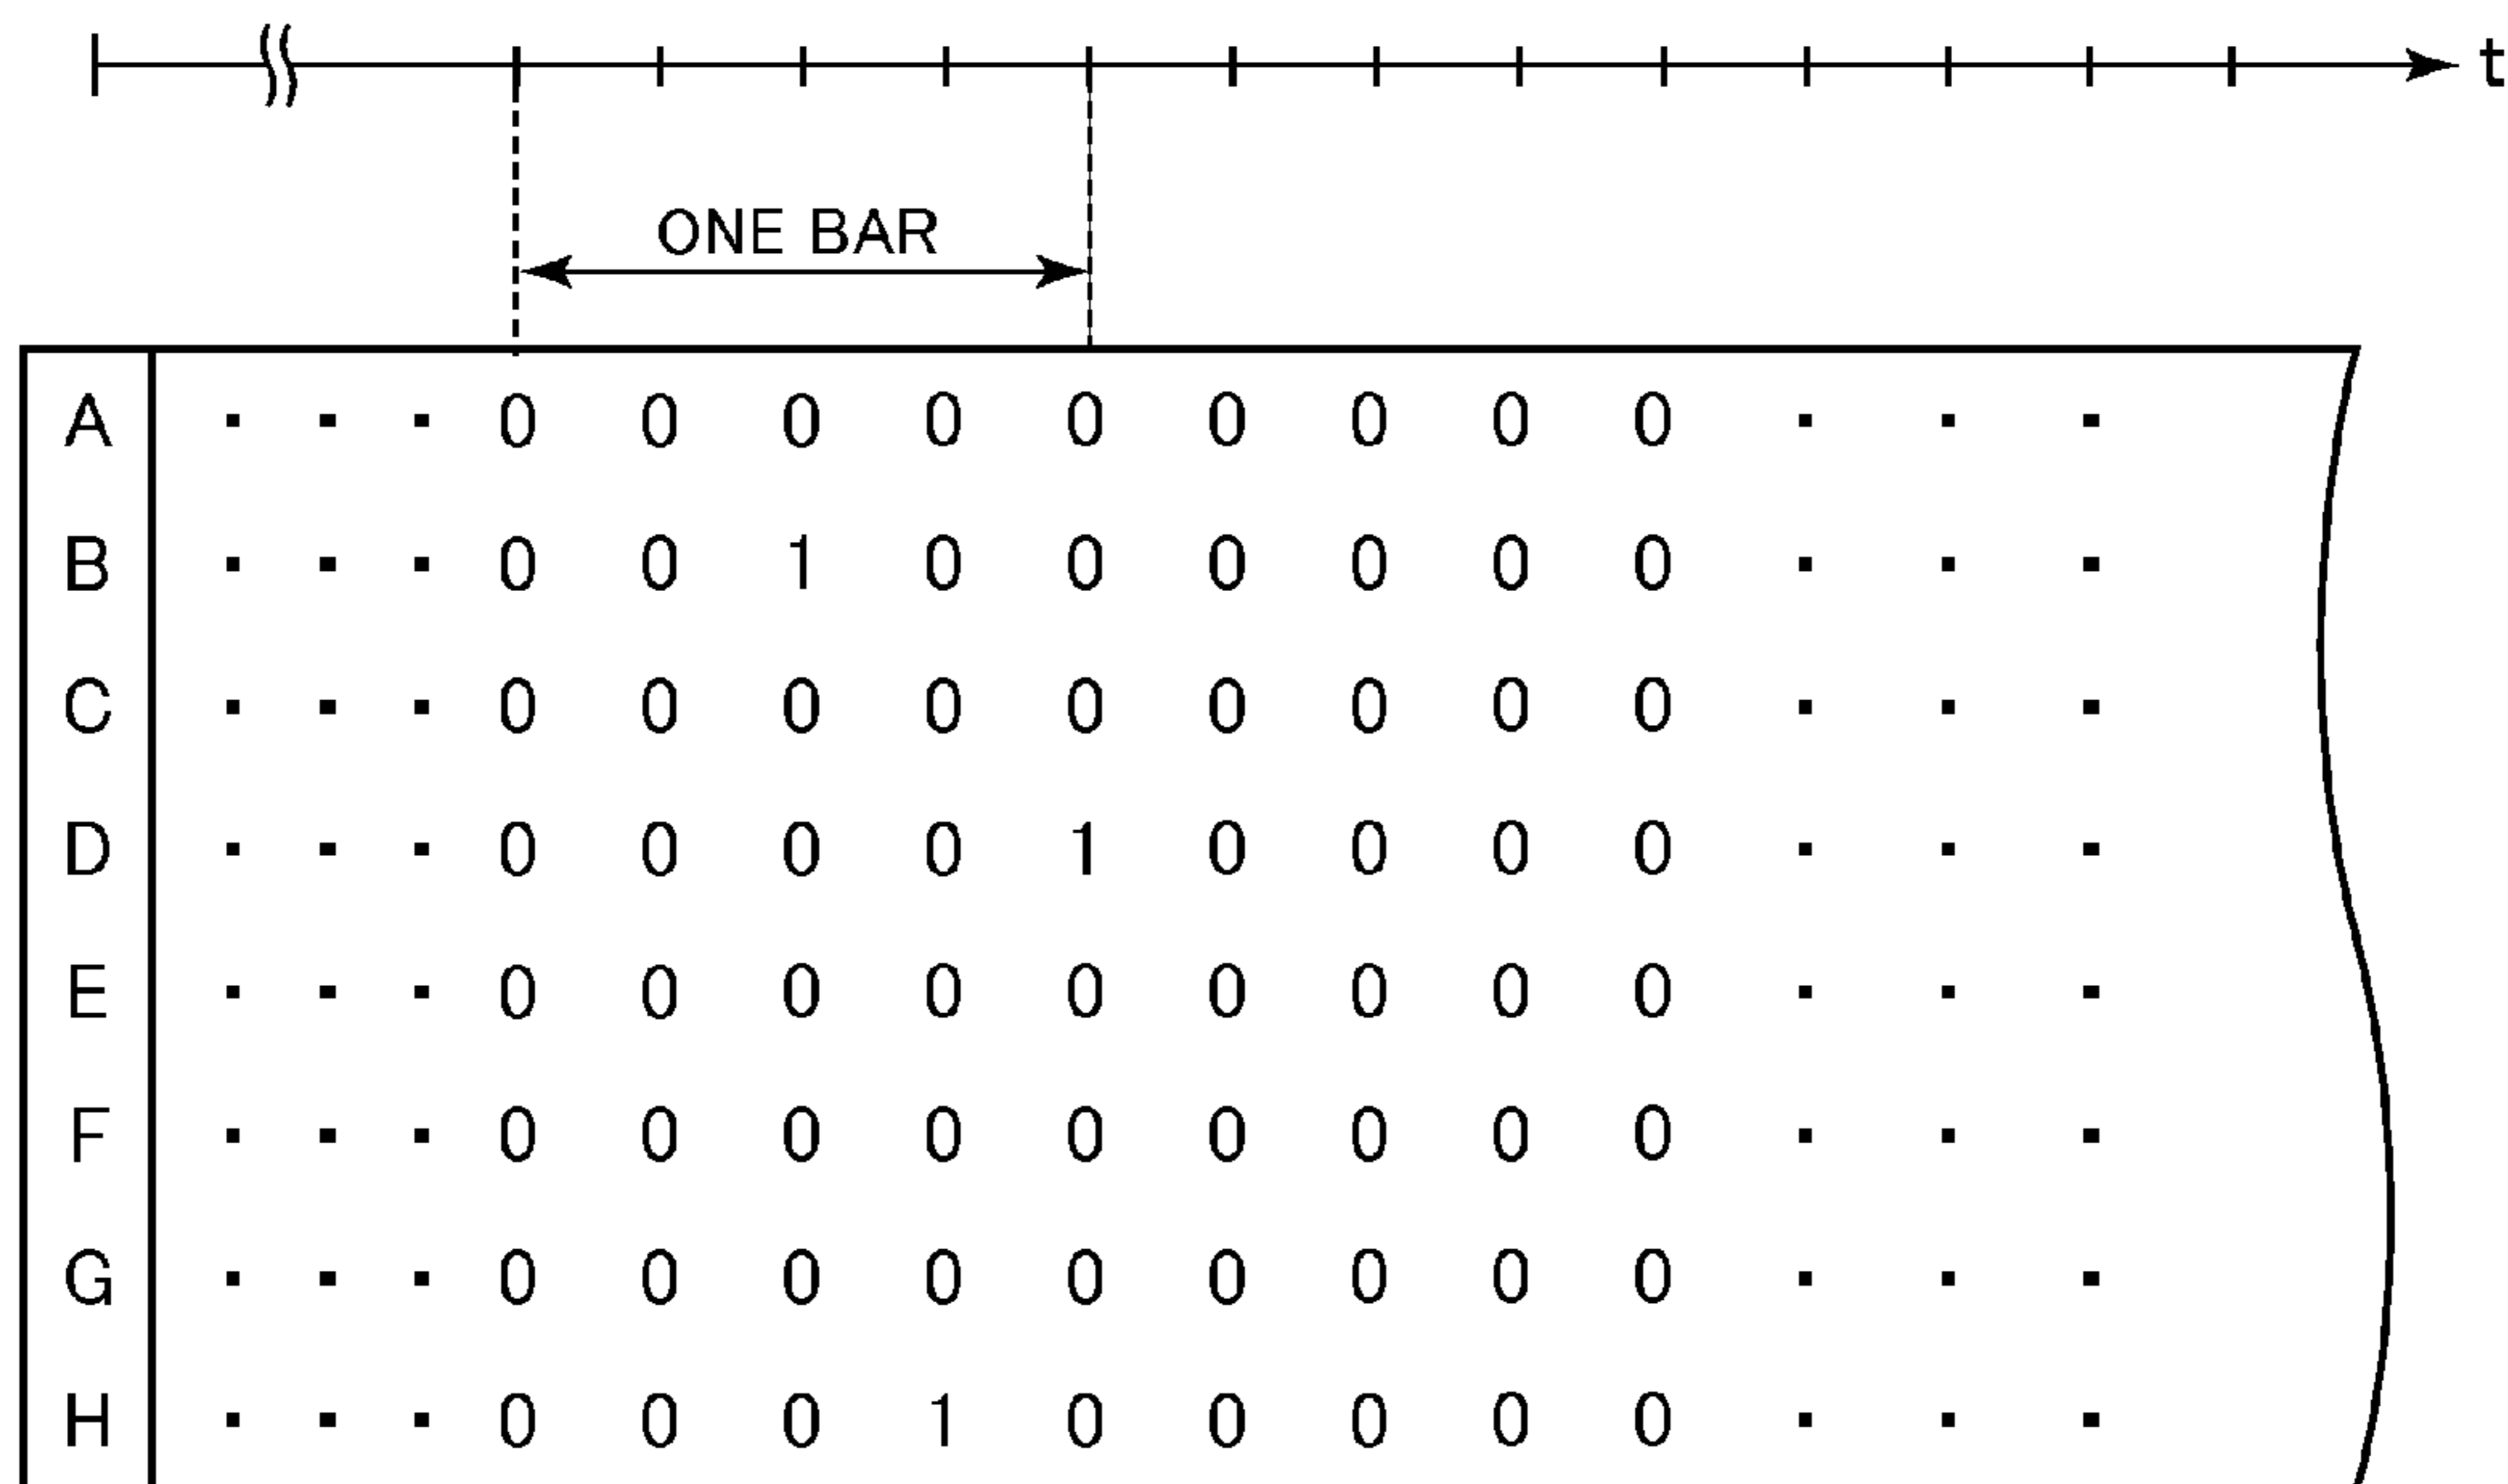 t
ONE BAR
A · · · 0 0 0 0 0 0 0 0 0 · · ·
B · · · 0 0 1 0 0 0 0 0 0 · · ·
C · · · 0 0 0 0 0 0 0 0 0 · · ·
D · · · 0 0 0 0 1 0 0 0 0 · · ·
E · · · 0 0 0 0 0 0 0 0 0 · · ·
F · · · 0 0 0 0 0 0 0 0 0 · · ·
G · · · 0 0 0 0 0 0 0 0 0 · · ·
H · · · 0 0 0 1 0 0 0 0 0 · · ·